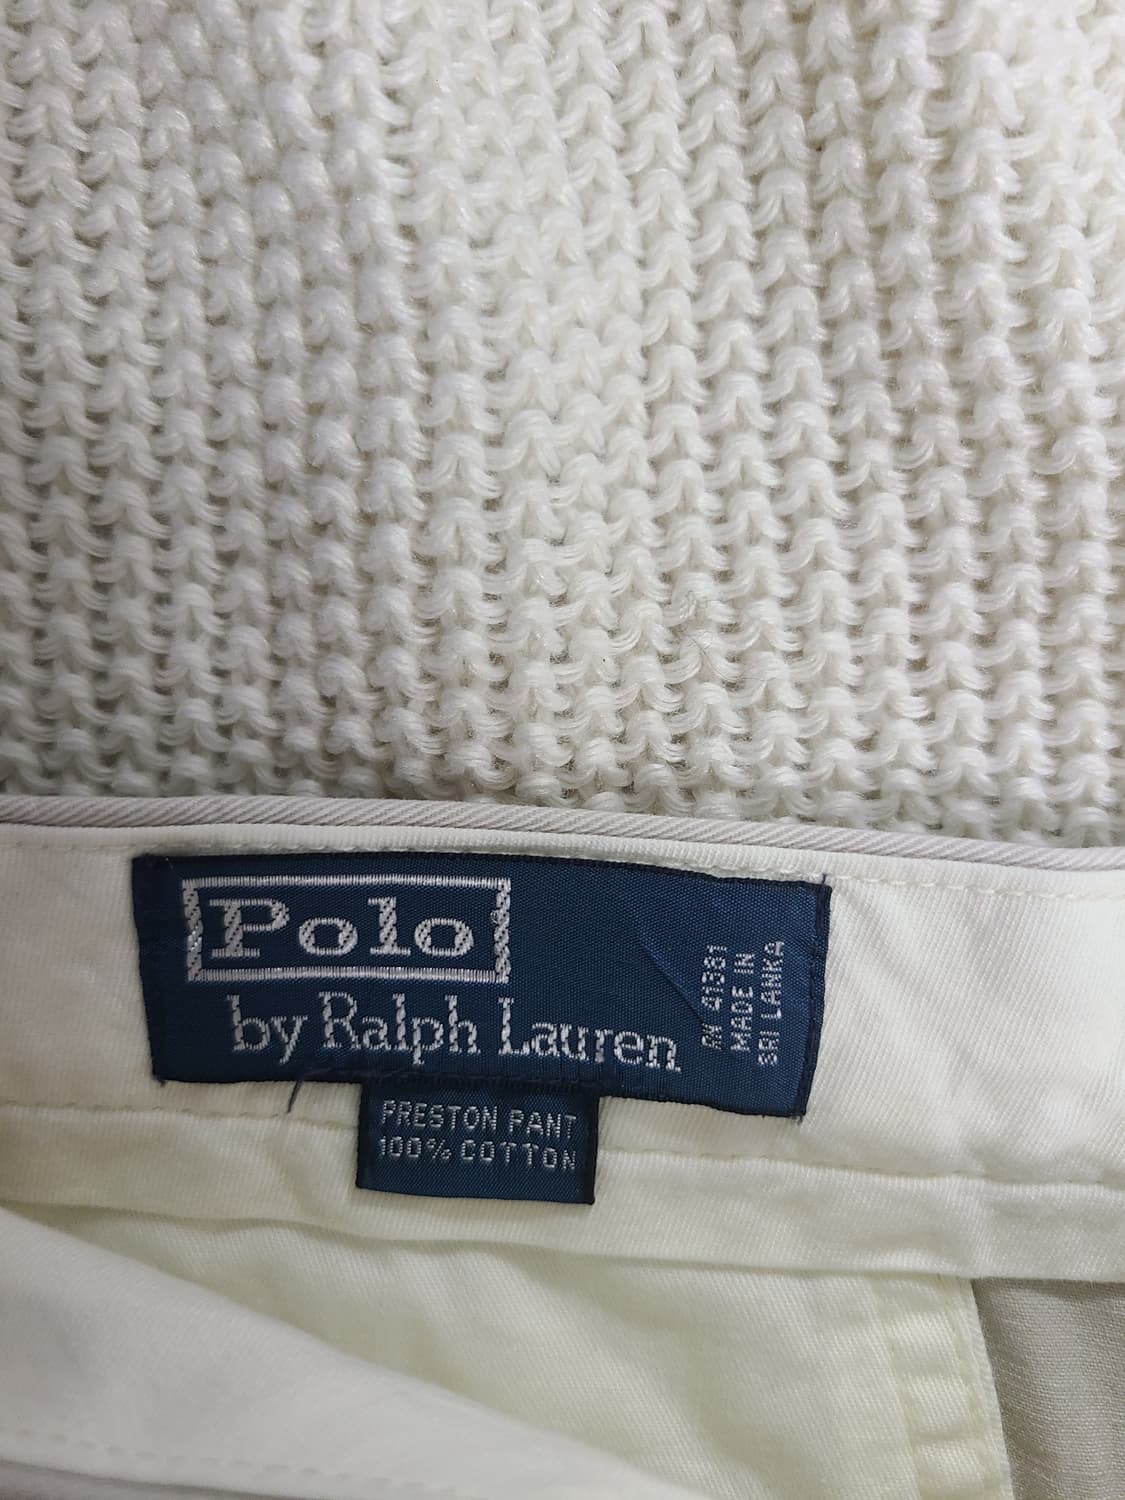 Polo
by Ralph Lauren
RN 41381
MADE IN
SRI LANKA
PRESTON PANT
100% COTTON